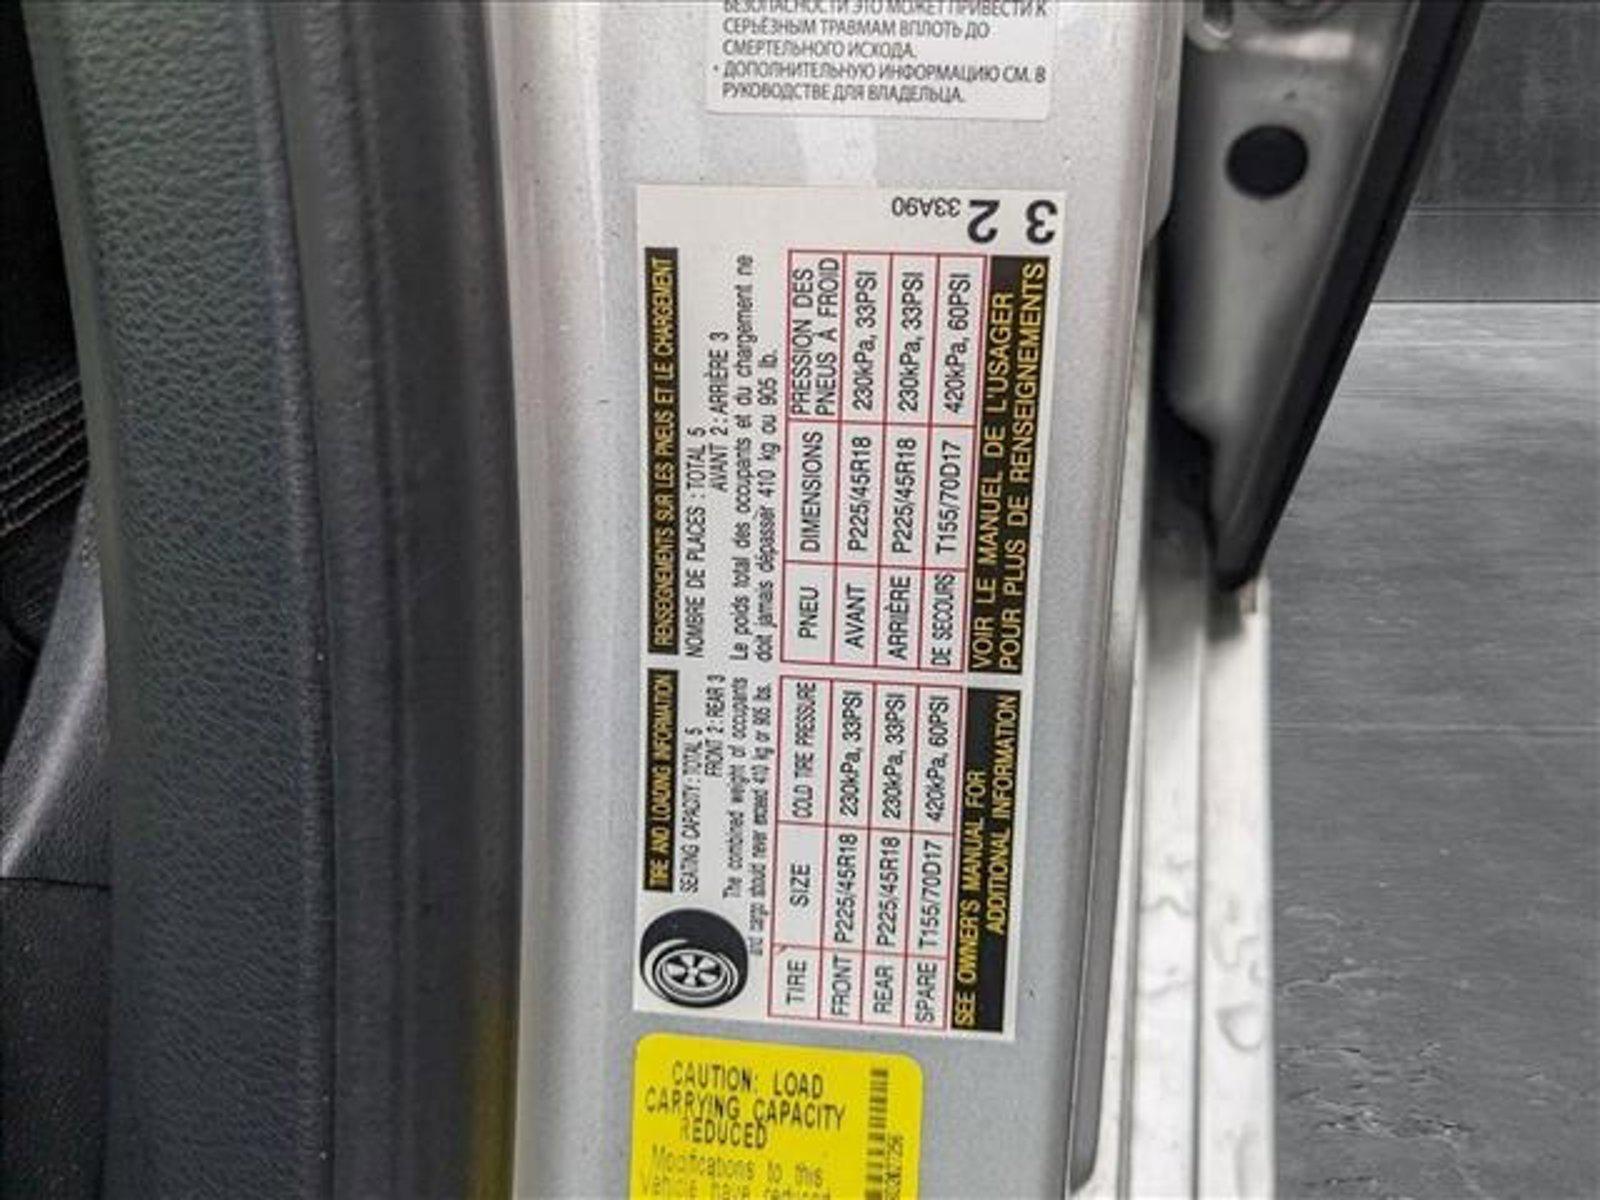 БЕЗОПАСНОСТИ ЭТО МОЖЕТ ПРИВЕСТИ К
СЕРЬЁЗНЫМ ТРАВМАМ ВПЛОТЬ ДО
СМЕРТЕЛЬНОГО ИСХОДА.
• ДОПОЛНИТЕЛЬНУЮ ИНФОРМАЦИЮ СМ. В
РУКОВОДСТВЕ ДЛЯ ВЛАДЕЛЬЦА.
TIRE AND LOADING INFORMATION
SEATING CAPACITY : TOTAL 5
FRONT 2 : REAR 3
The combined weight of occupants
and cargo should never exceed 410 kg or 905 lbs.
TIRE SIZE COLD TIRE PRESSURE
FRONT P225/45R18 230kPa, 33PSI
REAR P225/45R18 230kPa, 33PSI
SPARE T155/70D17 420kPa, 60PSI
SEE OWNER'S MANUAL FOR
ADDITIONAL INFORMATION
RENSEIGNEMENTS SUR LES PNEUS ET LE CHARGEMENT
NOMBRE DE PLACES : TOTAL 5
AVANT 2 : ARRIÈRE 3
Le poids total des occupants et du chargement ne
doit jamais dépasser 410 kg ou 905 lb.
PNEU DIMENSIONS PRESSION DES
PNEUS À FROID
AVANT P225/45R18 230kPa, 33PSI
ARRIÈRE P225/45R18 230kPa, 33PSI
DE SECOURS T155/70D17 420kPa, 60PSI
VOIR LE MANUEL DE L'USAGER
POUR PLUS DE RENSEIGNEMENTS
3
2 33A90
CAUTION: LOAD
CARRYING CAPACITY
REDUCED
Modifications to this